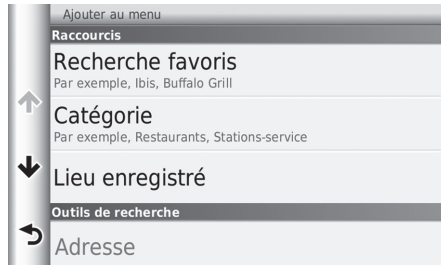 Ajouter au menu
Raccourcis
Recherche favoris
Par exemple, Ibis, Buffalo Grill
Catégorie
Par exemple, Restaurants, Stations-service
Lieu enregistré
Outils de recherche
Adresse